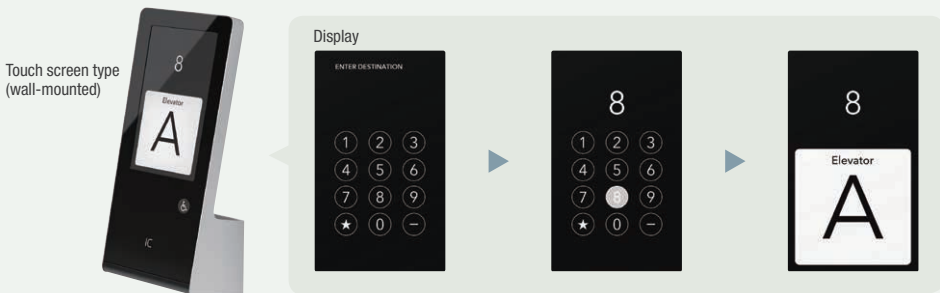 Touch screen type
(wall-mounted)
8
Elevator
A
IC
Display
ENTER DESTINATION
1 2 3
4 5 6
7 8 9
★ 0 –
8
1 2 3
4 5 6
7 8 9
★ 0 –
8
Elevator
A